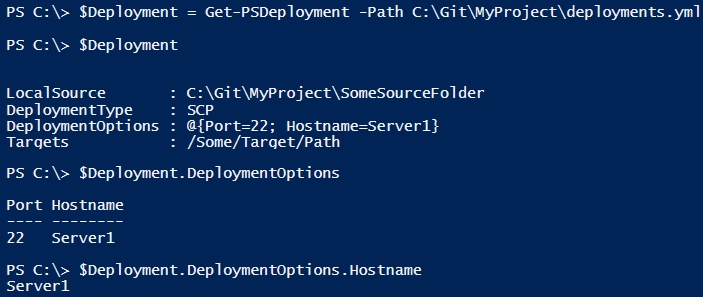 PS C:\> $Deployment = Get-PSDeployment -Path C:\Git\MyProject\deployments.yml
PS C:\> $Deployment
LocalSource       : C:\Git\MyProject\SomeSourceFolder
DeploymentType    : SCP
DeploymentOptions : @{Port=22; Hostname=Server1}
Targets           : /Some/Target/Path
PS C:\> $Deployment.DeploymentOptions
Port Hostname
---- --------
22   Server1
PS C:\> $Deployment.DeploymentOptions.Hostname
Server1